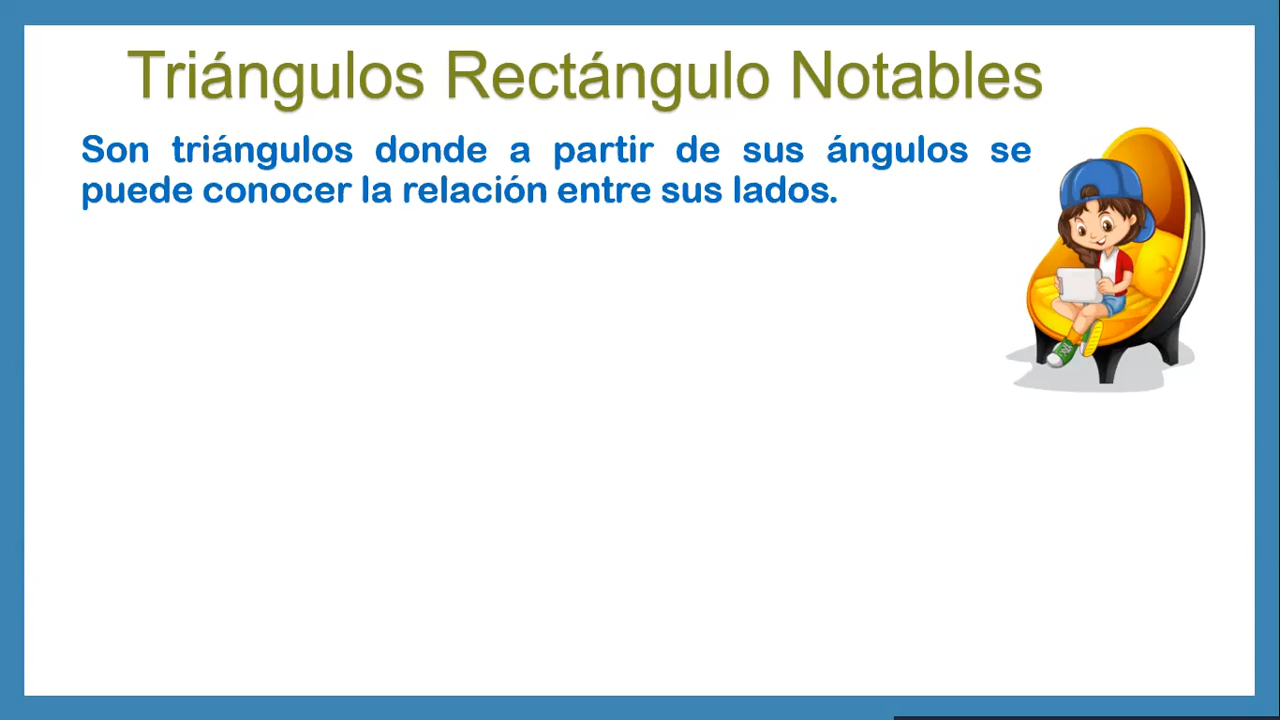 Triángulos Rectángulo Notables
Son triángulos donde a partir de sus ángulos se
puede conocer la relación entre sus lados.